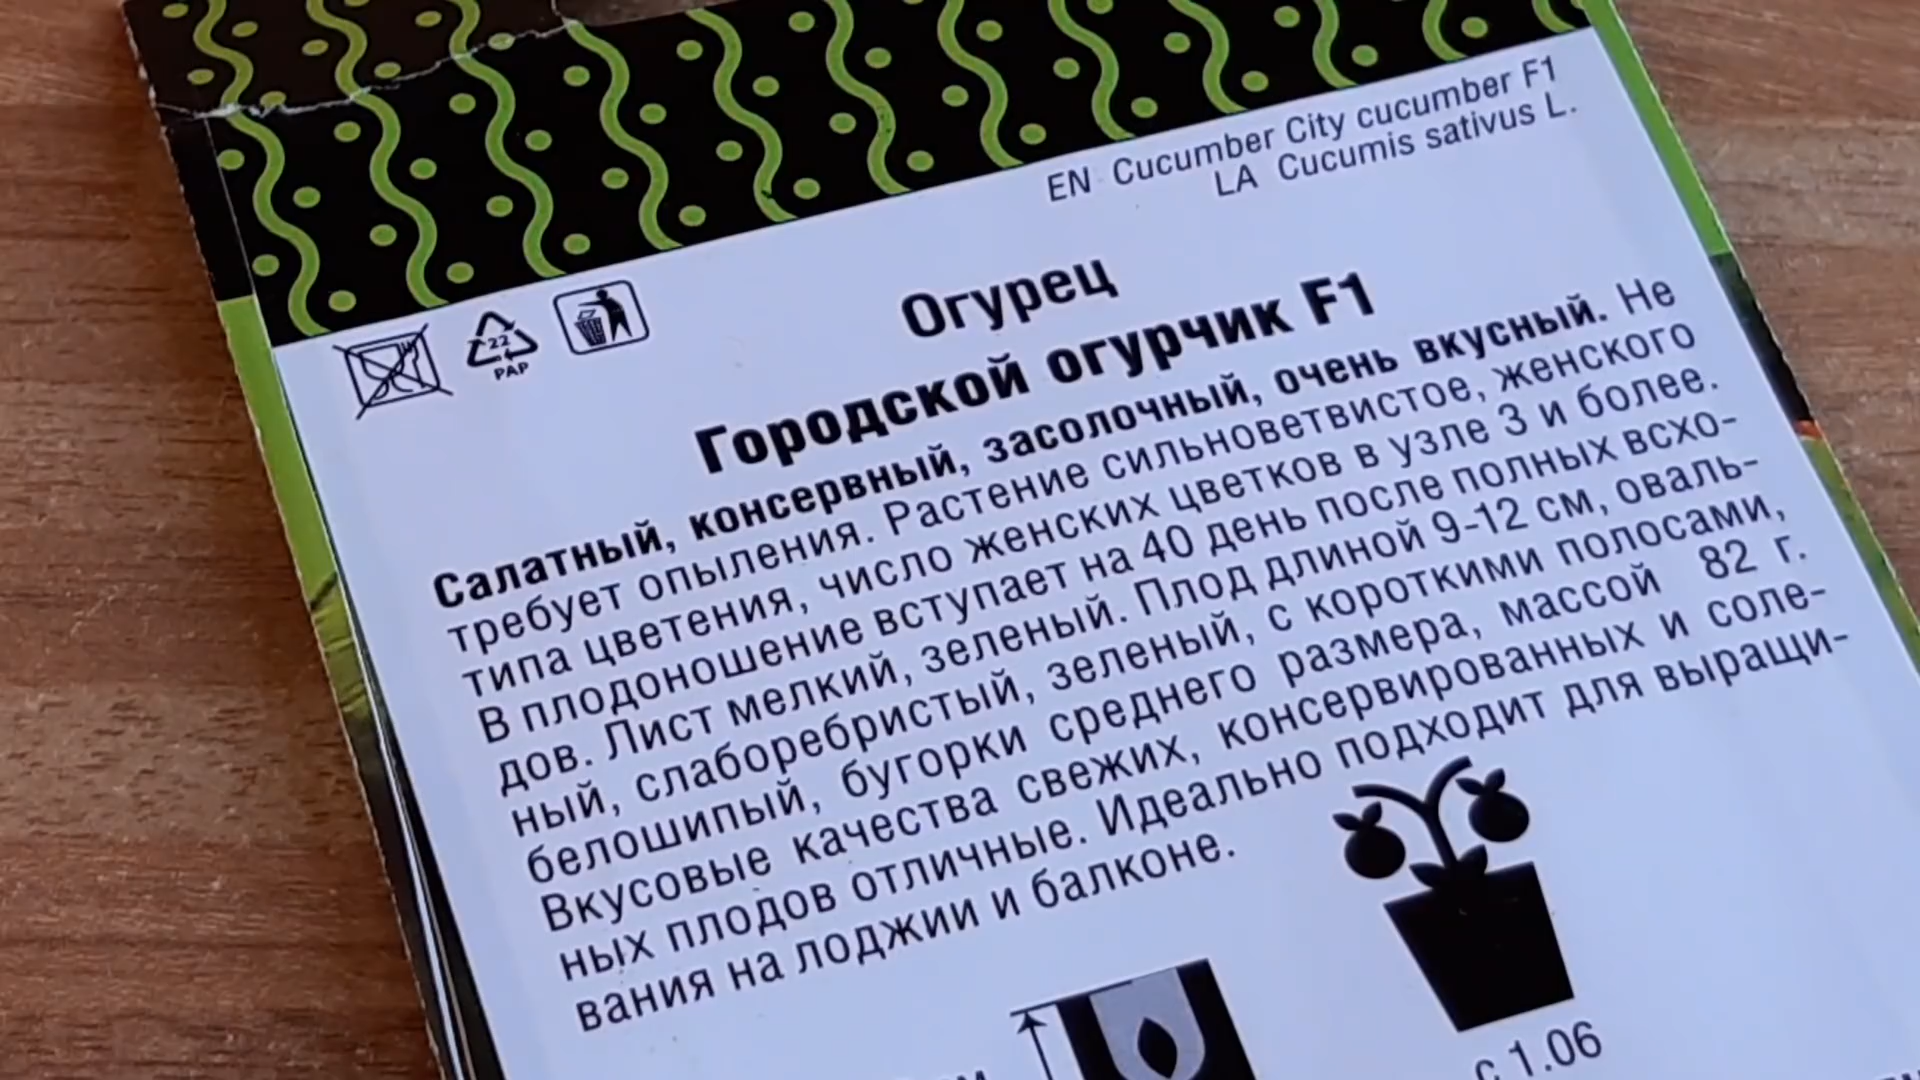 EN Cucumber City cucumber F1
LA Cucumis sativus L.
22
PAP
Огурец
Городской огурчик F1
Салатный, консервный, засолочный, очень вкусный. Не
требует опыления. Растение сильноветвистое, женского
типа цветения, число женских цветков в узле 3 и более.
В плодоношение вступает на 40 день после полных всхо-
дов. Лист мелкий, зеленый. Плод длиной 9-12 см, оваль-
ный, слаборебристый, зеленый, с короткими полосами,
белошипый, бугорки среднего размера, массой 82 г.
Вкусовые качества свежих, консервированных и соле-
ных плодов отличные. Идеально подходит для выращи-
вания на лоджии и балконе.
с 1.06